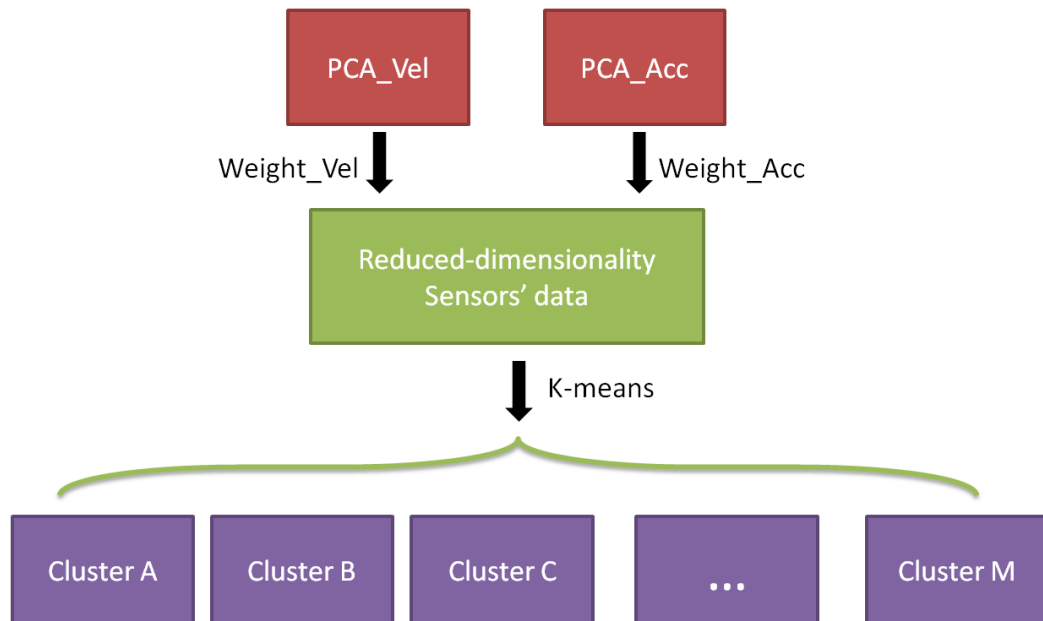 PCA_Vel
PCA_Acc
Weight_Vel
Weight_Acc
Reduced-dimensionality
Sensors' data
K-means
Cluster A
Cluster B
Cluster C
...
Cluster M